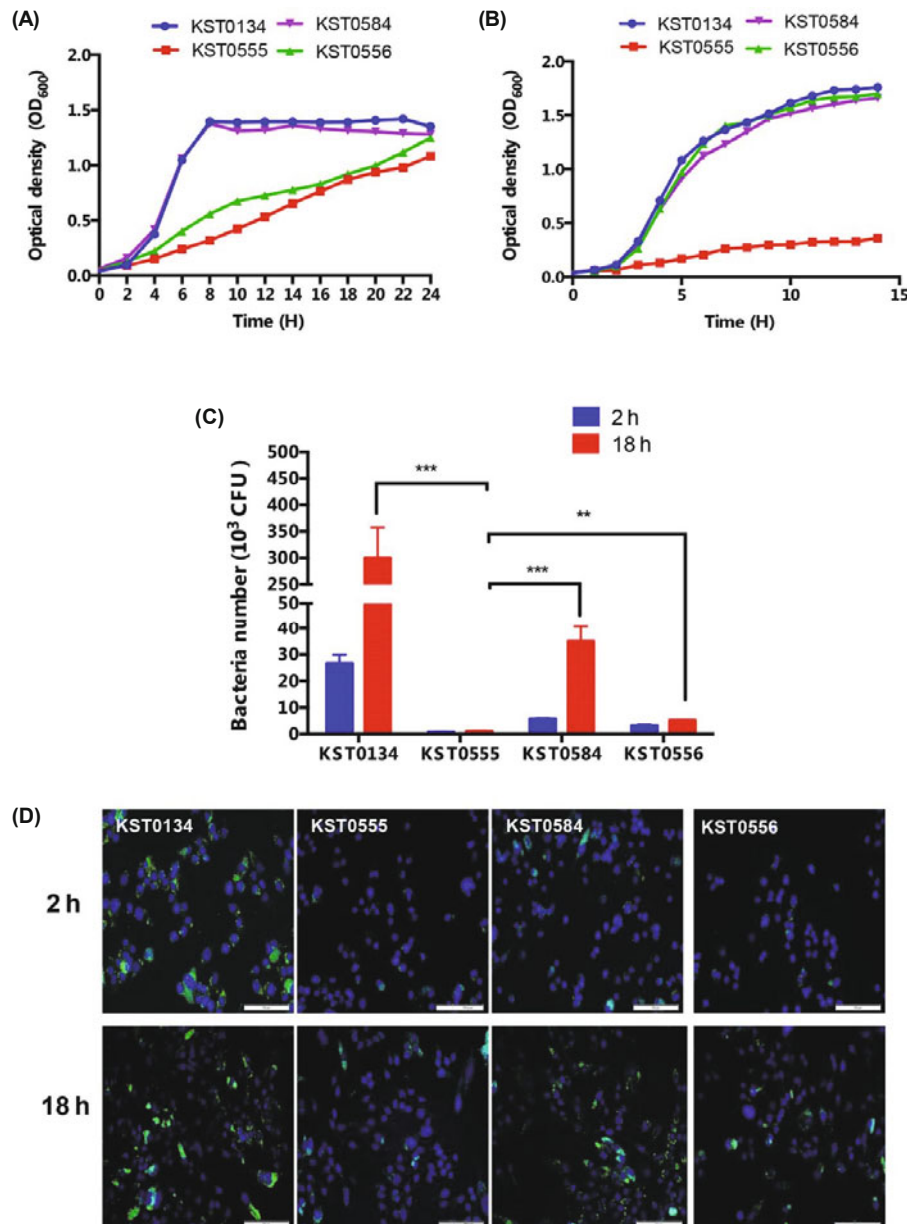 (A)
KST0134 KST0584
KST0555 KST0556
Optical density (OD600)
2.0
1.5
1.0
0.5
0.0
0 2 4 6 8 10 12 14 16 18 20 22 24
Time (H)
(B)
KST0134 KST0584
KST0555 KST0556
Optical density (OD600)
2.0
1.5
1.0
0.5
0.0
0 5 10 15
Time (H)
(C)
2 h
18 h
Bacteria number (10³ CFU )
500
450
400
350
300
250
50
40
30
20
10
0
***
**
***
KST0134 KST0555 KST0584 KST0556
(D)
KST0134 KST0555 KST0584 KST0556
2 h
18 h